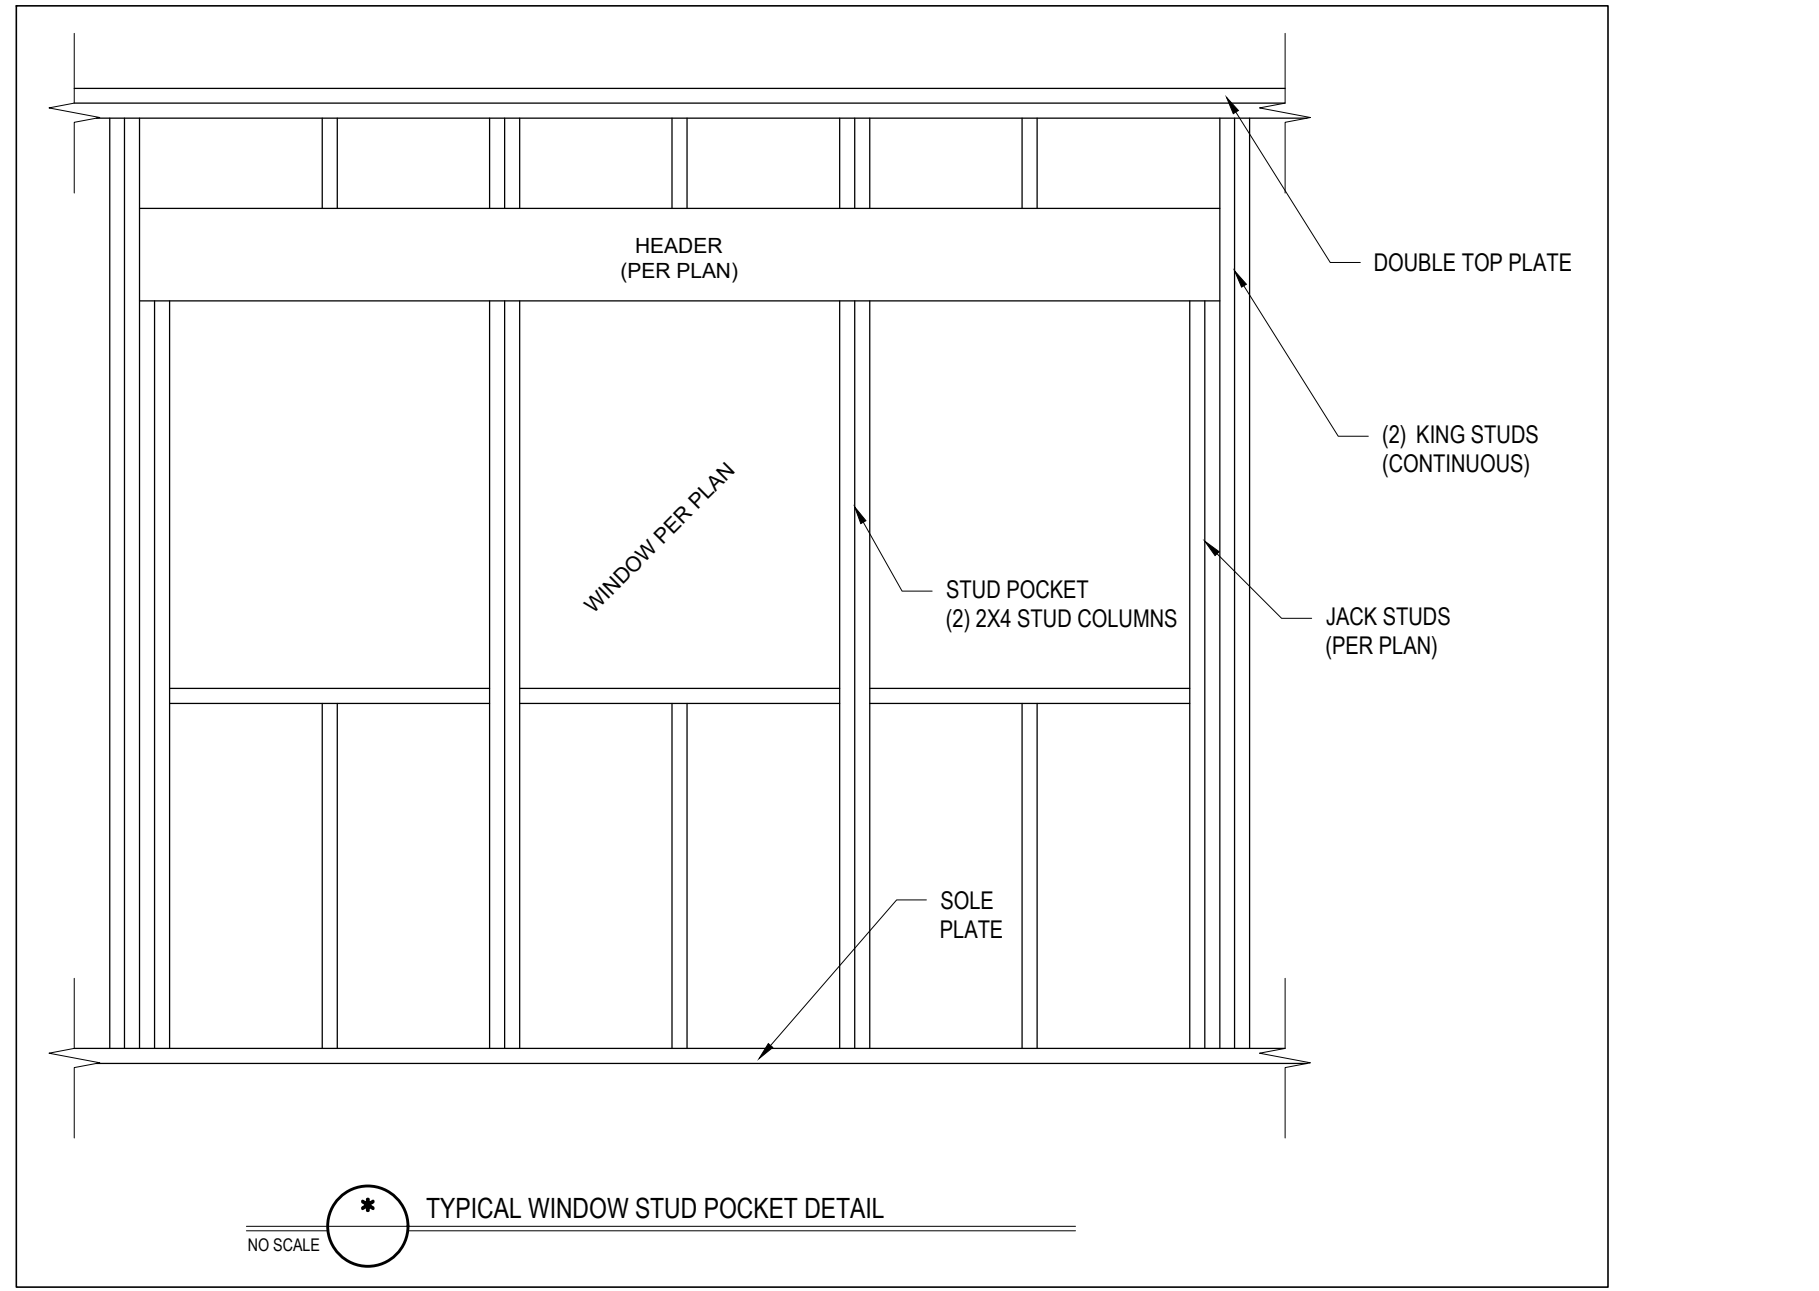 HEADER
(PER PLAN)
DOUBLE TOP PLATE
(2) KING STUDS
(CONTINUOUS)
WINDOW PER PLAN
STUD POCKET
(2) 2X4 STUD COLUMNS
JACK STUDS
(PER PLAN)
SOLE
PLATE
*
TYPICAL WINDOW STUD POCKET DETAIL
NO SCALE